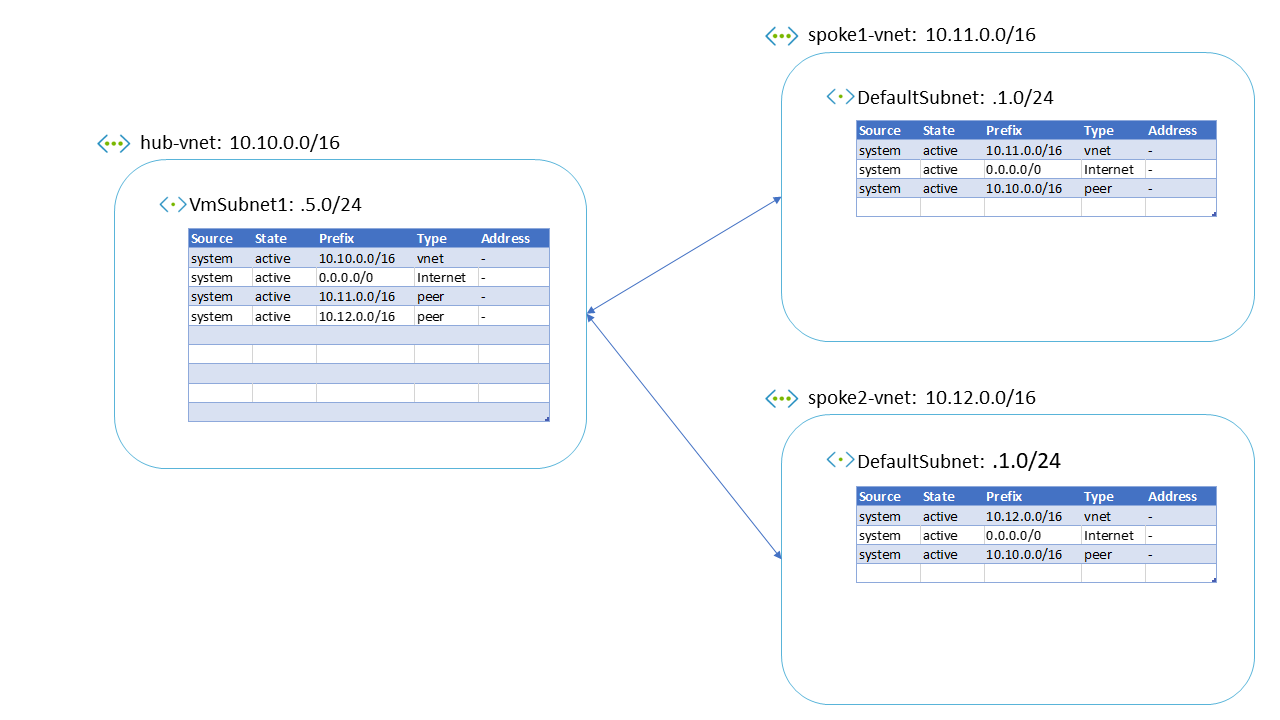 hub-vnet: 10.10.0.0/16
VmSubnet1: .5.0/24
Source State Prefix Type Address
system active 10.10.0.0/16 vnet -
system active 0.0.0.0/0 Internet -
system active 10.11.0.0/16 peer -
system active 10.12.0.0/16 peer -
spoke1-vnet: 10.11.0.0/16
DefaultSubnet: .1.0/24
Source State Prefix Type Address
system active 10.11.0.0/16 vnet -
system active 0.0.0.0/0 Internet -
system active 10.10.0.0/16 peer -
spoke2-vnet: 10.12.0.0/16
DefaultSubnet: .1.0/24
Source State Prefix Type Address
system active 10.12.0.0/16 vnet -
system active 0.0.0.0/0 Internet -
system active 10.10.0.0/16 peer -